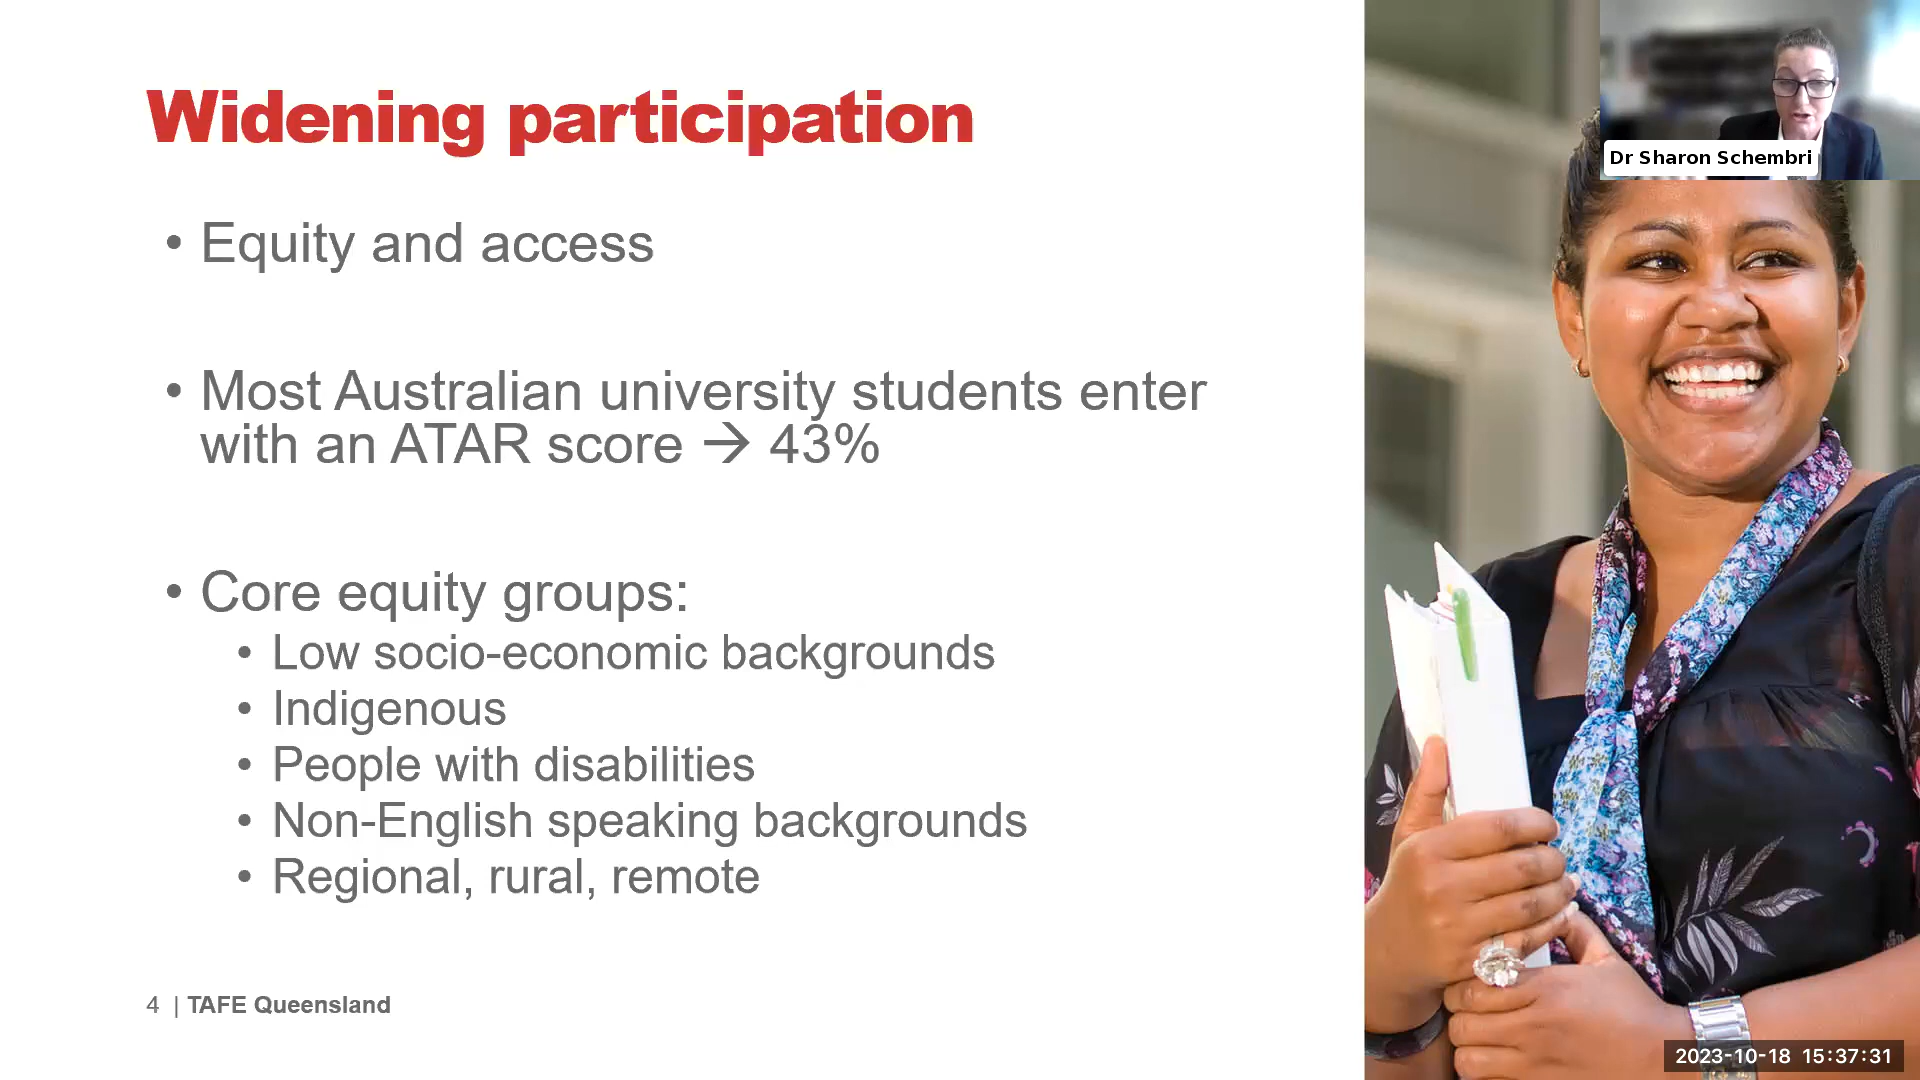 Widening participation
• Equity and access
• Most Australian university students enter
with an ATAR score → 43%
• Core equity groups:
• Low socio-economic backgrounds
• Indigenous
• People with disabilities
• Non-English speaking backgrounds
• Regional, rural, remote
4 | TAFE Queensland
Dr Sharon Schembri
2023-10-18 15:37:31